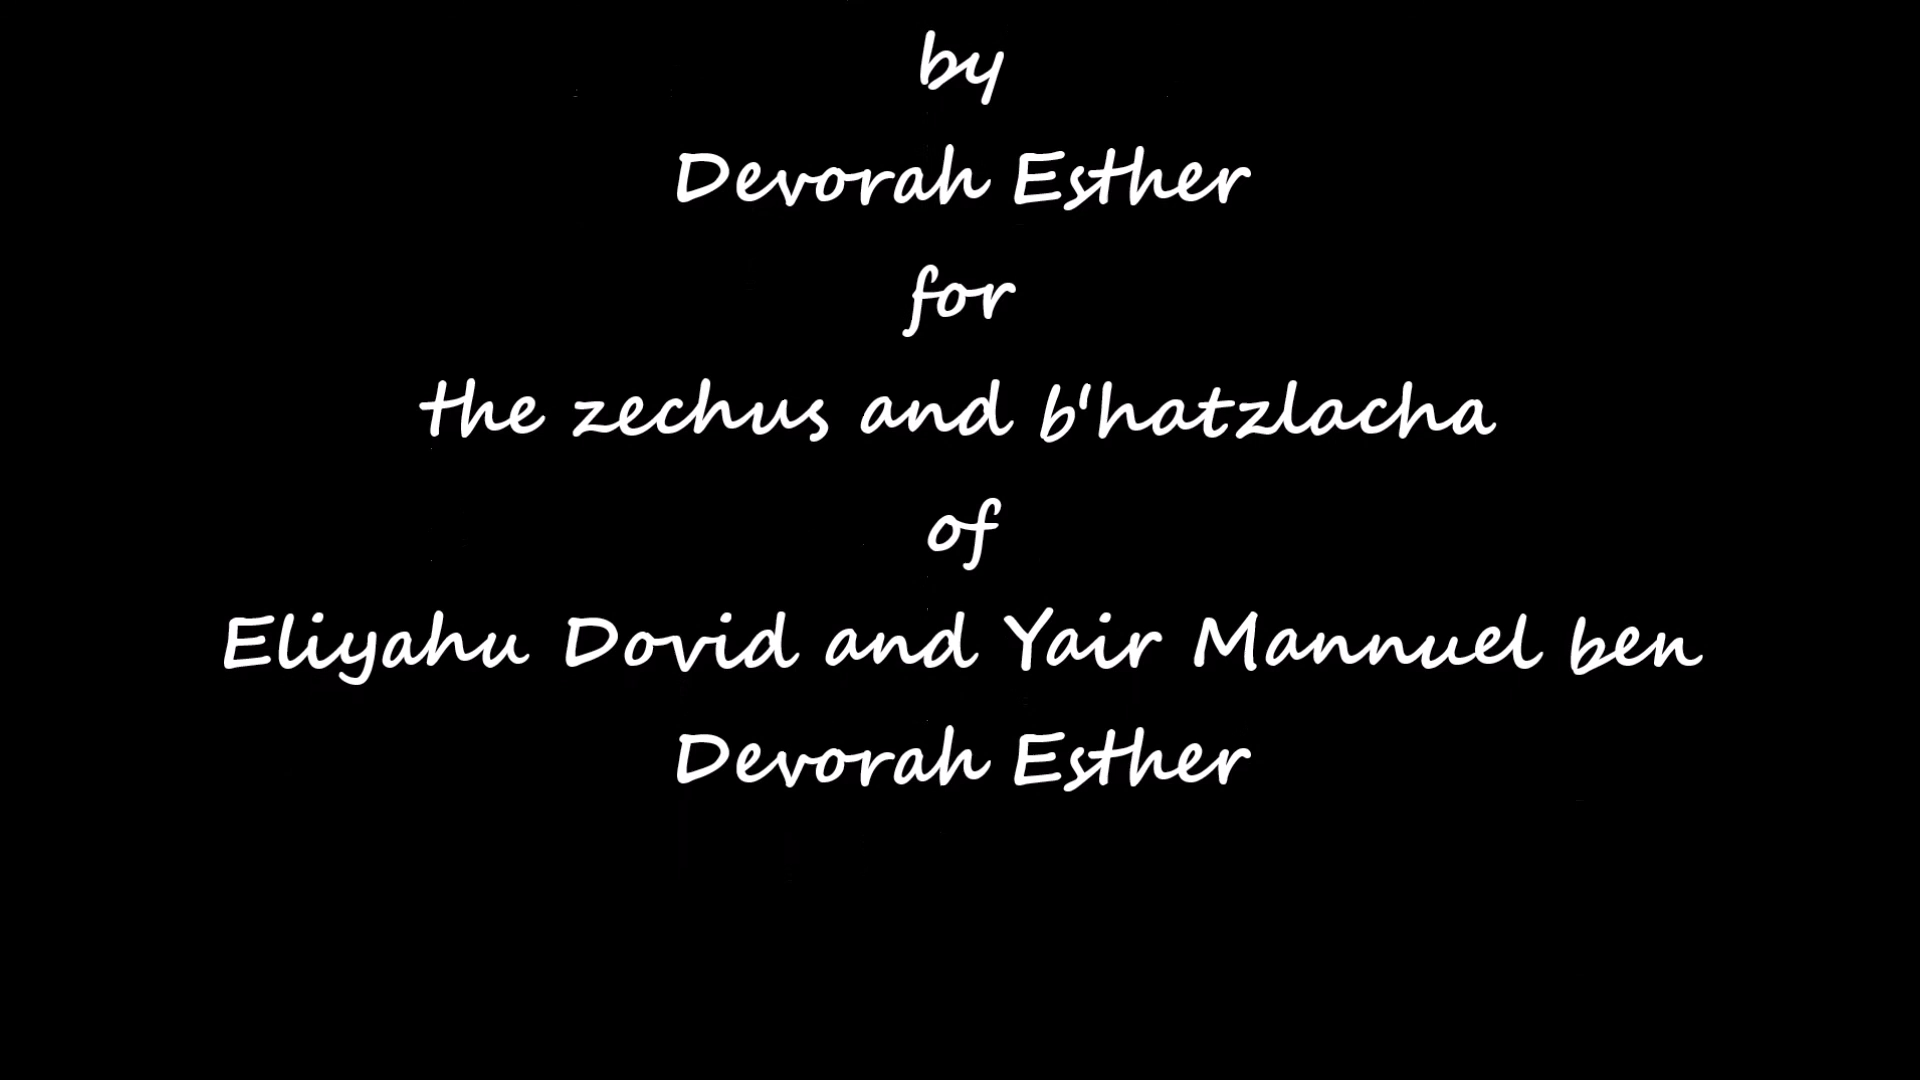 by
Devorah Esther
for
the zechus and b'hatzlacha
of
Eliyahu Dovid and Yair Mannuel ben
Devorah Esther